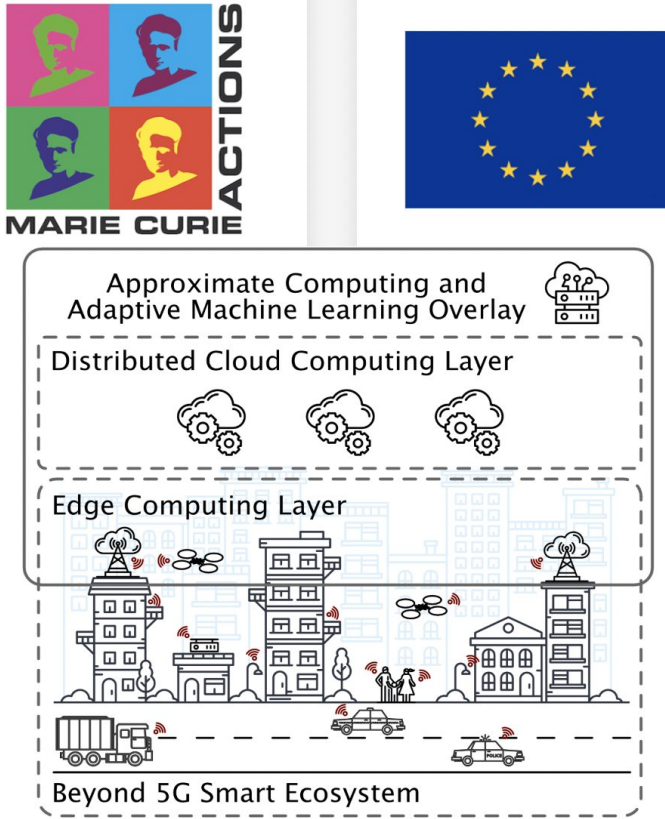 ACTIONS
MARIE CURIE
Approximate Computing and
Adaptive Machine Learning Overlay
Distributed Cloud Computing Layer
Edge Computing Layer
POLICE
Beyond 5G Smart Ecosystem